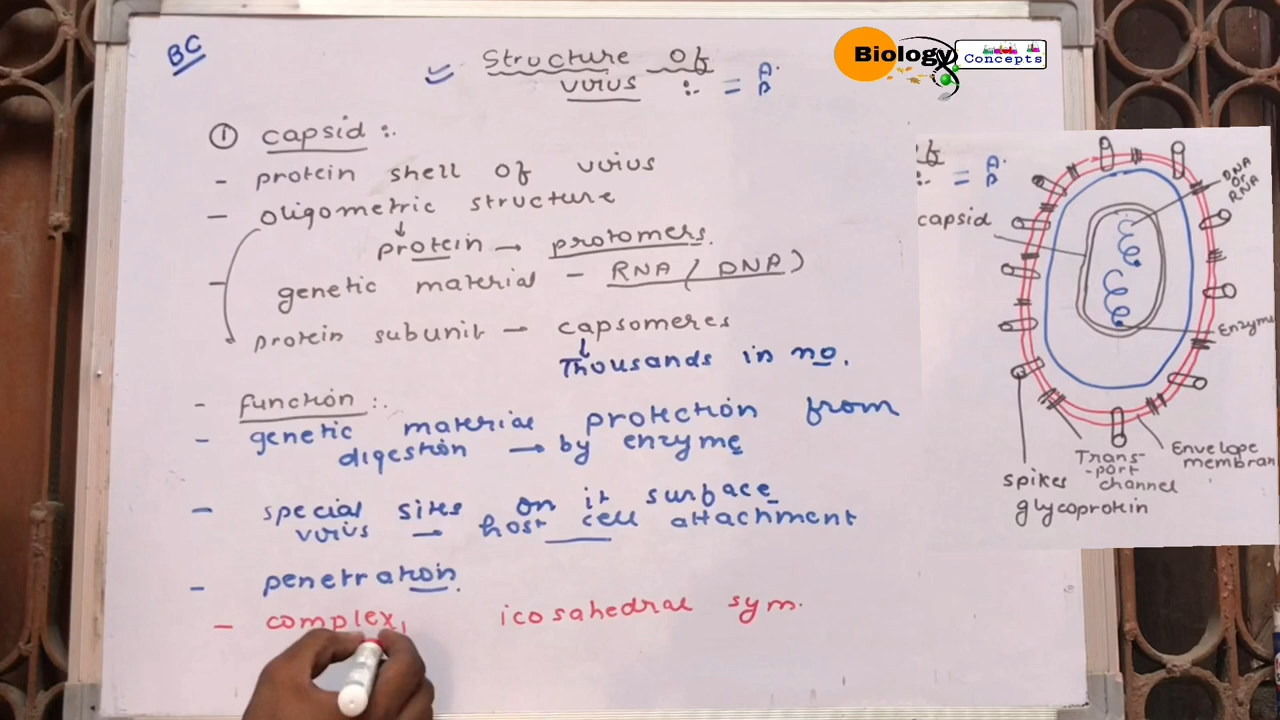 BC
Structure of
virus :- = A.
B
① capsid :-
- protein shell of virus
- oligometric structure
protein → protomers.
- genetic material - RNA / DNA)
protein subunit → capsomeres
Thousands in no.
- function :-
- genetic material protection from
digestion → by enzyme
- special sites on it surface
virus → host cell attachment
- penetration.
- complex, icosahedral sym.
Biology
Concepts
of
:- = A.
B
DNA
or
RNA
capsid
Enzyme
Envelope
membran
Trans-
-port
channel
spikes
glycoprotein